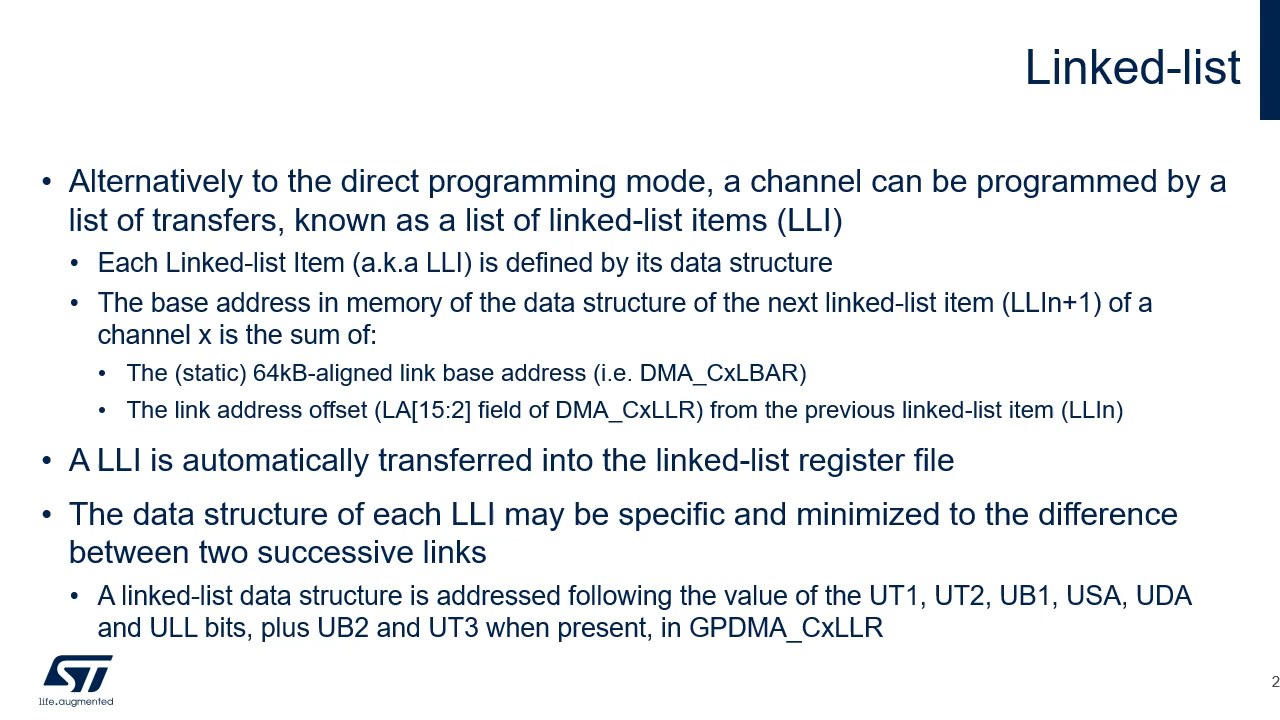 Linked-list
• Alternatively to the direct programming mode, a channel can be programmed by a
list of transfers, known as a list of linked-list items (LLI)
• Each Linked-list Item (a.k.a LLI) is defined by its data structure
• The base address in memory of the data structure of the next linked-list item (LLIn+1) of a
channel x is the sum of:
• The (static) 64kB-aligned link base address (i.e. DMA_CxLBAR)
• The link address offset (LA[15:2] field of DMA_CxLLR) from the previous linked-list item (LLIn)
• A LLI is automatically transferred into the linked-list register file
• The data structure of each LLI may be specific and minimized to the difference
between two successive links
• A linked-list data structure is addressed following the value of the UT1, UT2, UB1, USA, UDA
and ULL bits, plus UB2 and UT3 when present, in GPDMA_CxLLR
ST
life.augmented
2